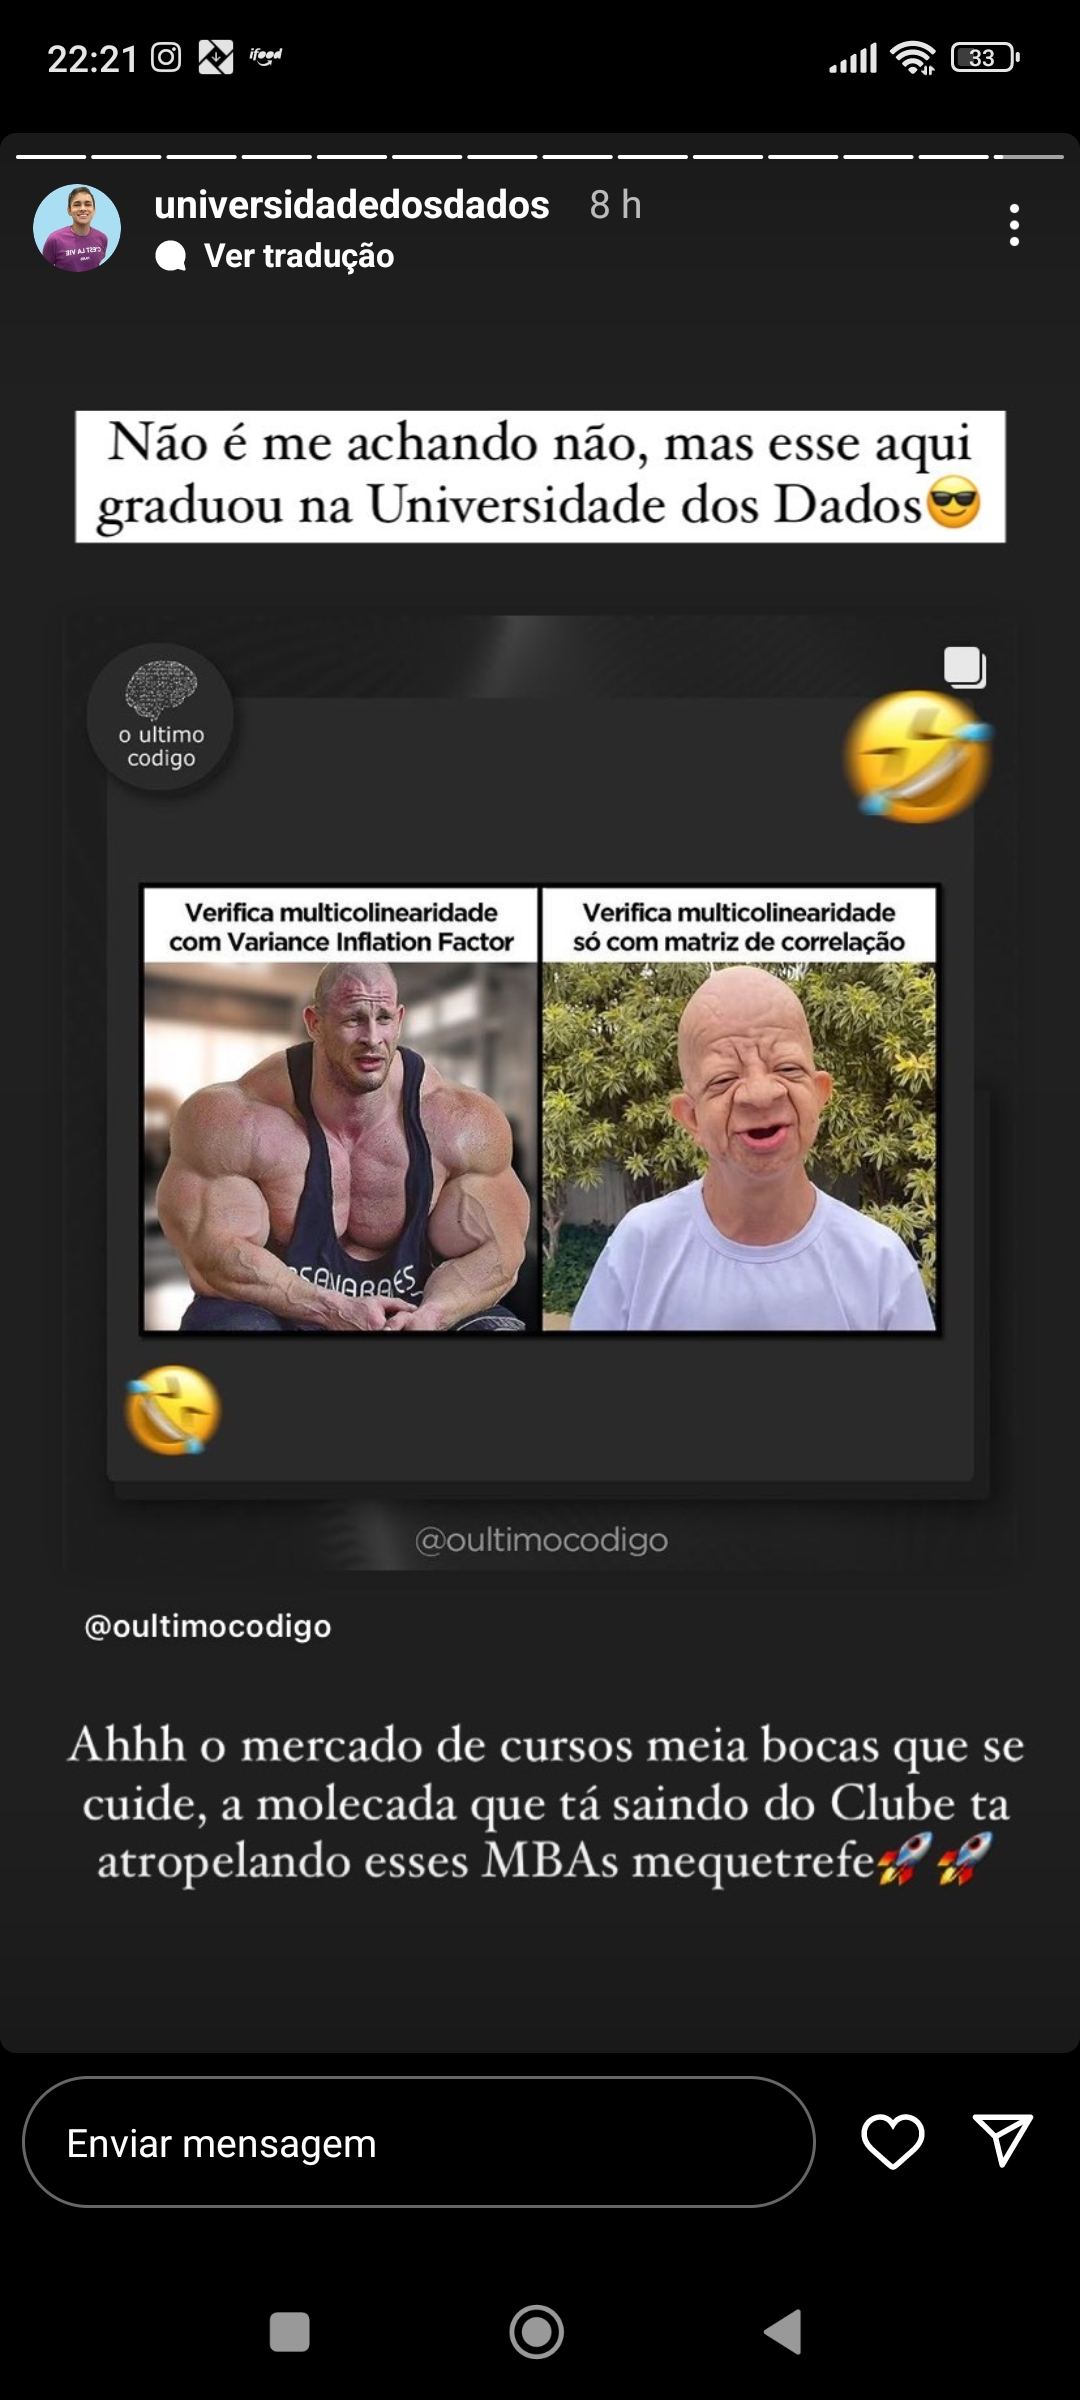 22:21
ifood
33
universidadedosdados 8 h
Ver tradução
Não é me achando não, mas esse aqui
graduou na Universidade dos Dados😎
o ultimo
codigo
Verifica multicolinearidade
com Variance Inflation Factor
Verifica multicolinearidade
só com matriz de correlação
@oultimocodigo
@oultimocodigo
Ahhh o mercado de cursos meia bocas que se
cuide, a molecada que tá saindo do Clube ta
atropelando esses MBAs mequetrefe🚀🚀
Enviar mensagem